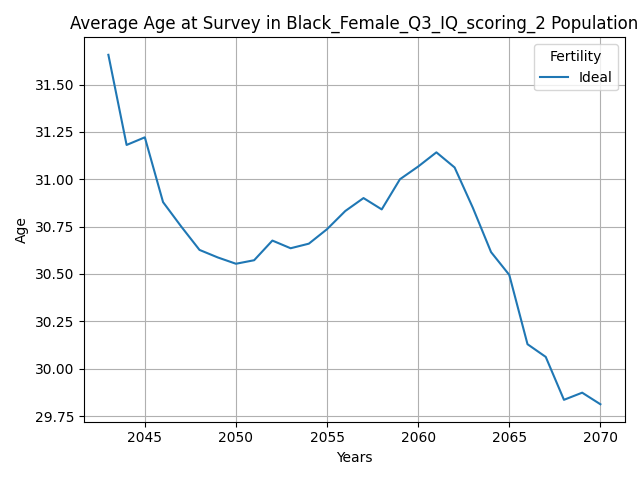 Average Age at Survey in Black_Female_Q3_IQ_scoring_2 Population
Fertility
Ideal
31.50
31.25
31.00
30.75
30.50
30.25
30.00
29.75
Age
2045 2050 2055 2060 2065 2070
Years